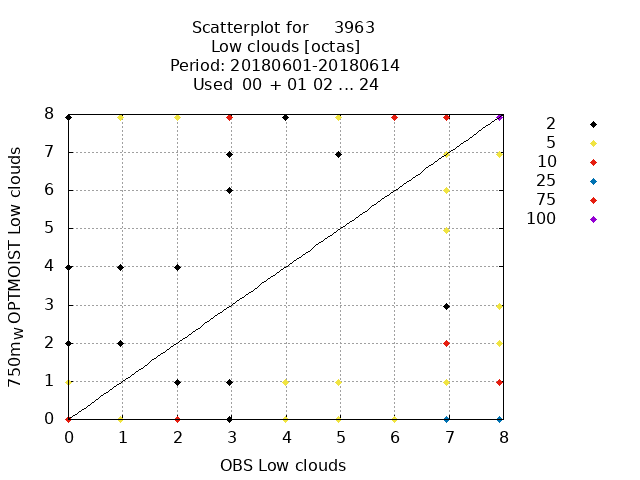 Scatterplot for 3963
Low clouds [octas]
Period: 20180601-20180614
Used 00 + 01 02 ... 24
750mw OPTMOIST Low clouds
8
7
6
5
4
3
2
1
0
0 1 2 3 4 5 6 7 8
OBS Low clouds
2
5
10
25
75
100